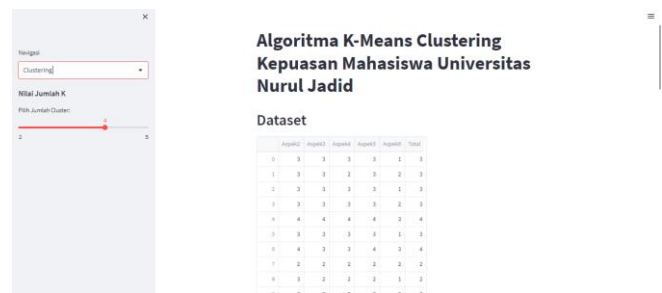 ×
Navigasi
Clustering
Nilai Jumlah K
Pilih Jumlah Cluster:
4
2 5
Algoritma K-Means Clustering
Kepuasan Mahasiswa Universitas
Nurul Jadid
Dataset
Aspek2 Aspek3 Aspek4 Aspek5 Aspek6 Total
0 3 3 3 3 1 3
1 3 3 2 3 2 3
2 3 3 3 3 1 3
3 3 3 3 3 2 3
4 4 4 4 4 3 4
5 3 3 3 3 1 3
6 4 3 3 4 3 4
7 2 2 2 2 2 2
8 3 2 2 2 1 2